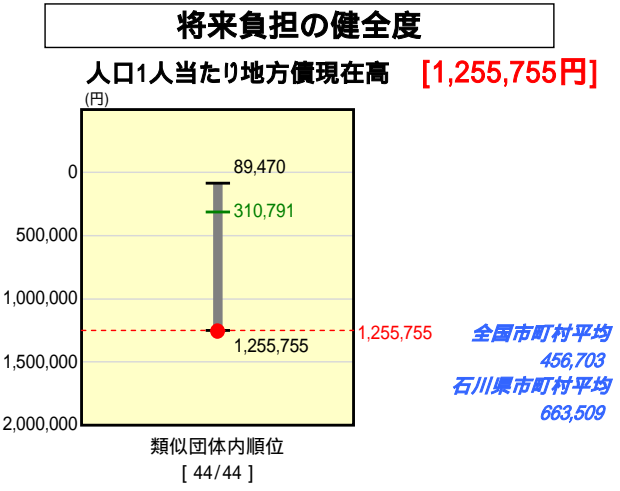 将来負担の健全度
人口1人当たり地方債現在高 [1,255,755円]
(円)
0
500,000
1,000,000
1,500,000
2,000,000
89,470
310,791
1,255,755
1,255,755
全国市町村平均
456,703
石川県市町村平均
663,509
類似団体内順位
[ 44/44 ]